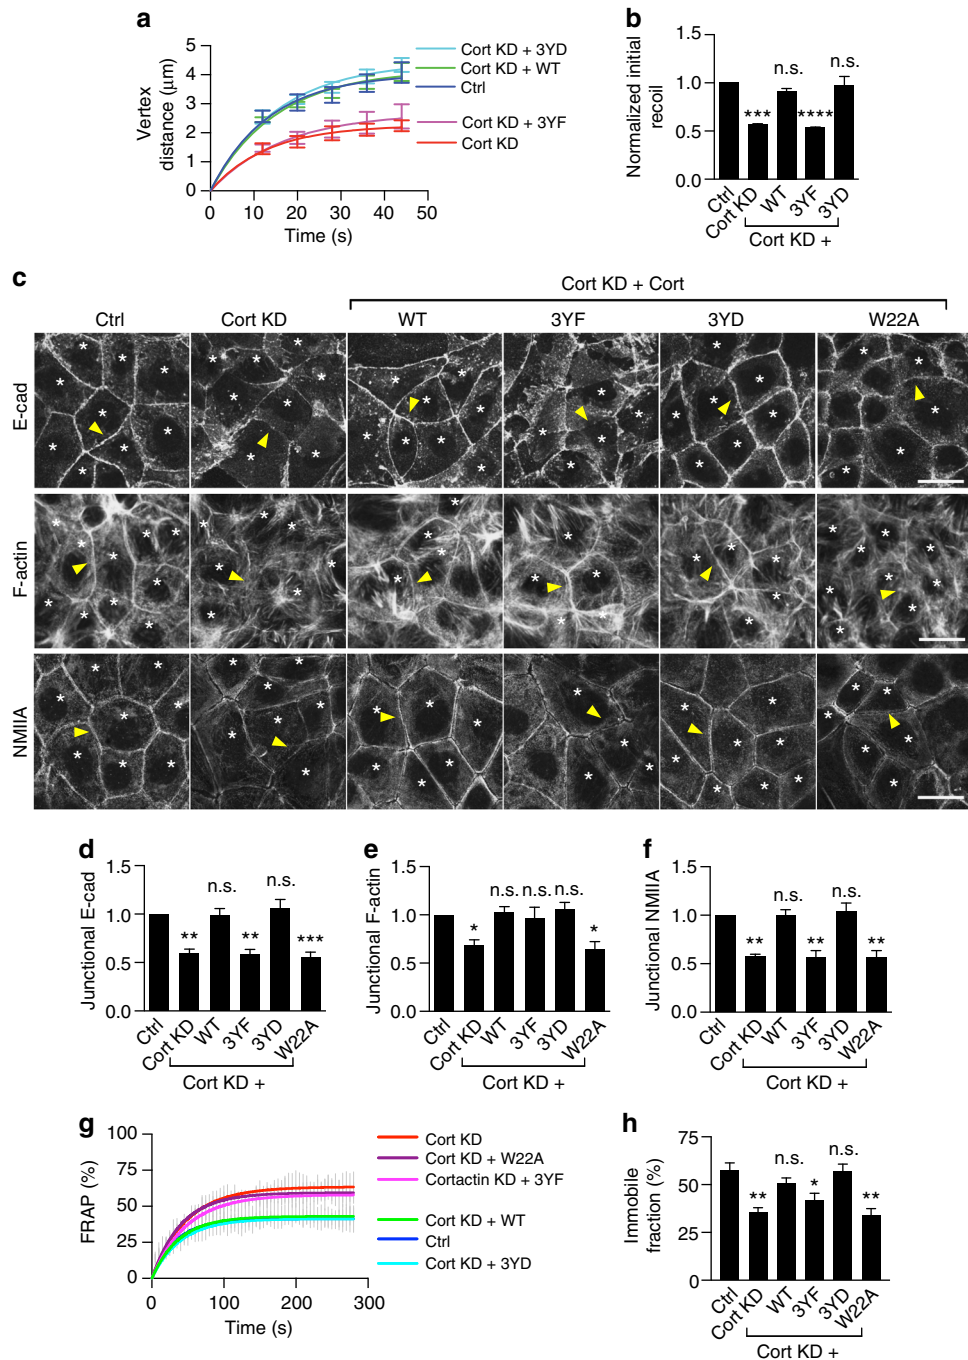 a
Vertex distance (μm)
5
4
3
2
1
0
0 10 20 30 40 50
Time (s)
Cort KD + 3YD
Cort KD + WT
Ctrl
Cort KD + 3YF
Cort KD
b
Normalized initial recoil
1.5
1.0
0.5
0.0
*** n.s. **** n.s.
Ctrl Cort KD WT 3YF 3YD
Cort KD +
c
Cort KD + Cort
Ctrl Cort KD WT 3YF 3YD W22A
E-cad
F-actin
NMIIA
d
Junctional E-cad
1.5
1.0
0.5
0.0
** n.s. ** n.s. ***
Ctrl Cort KD WT 3YF 3YD W22A
Cort KD +
e
Junctional F-actin
1.5
1.0
0.5
0.0
* n.s. n.s. n.s. *
Ctrl Cort KD WT 3YF 3YD W22A
Cort KD +
f
Junctional NMIIA
1.5
1.0
0.5
0.0
** n.s. ** n.s. **
Ctrl Cort KD WT 3YF 3YD W22A
Cort KD +
g
FRAP (%)
100
75
50
25
0
0 100 200 300
Time (s)
Cort KD
Cort KD + W22A
Cortactin KD + 3YF
Cort KD + WT
Ctrl
Cort KD + 3YD
h
Immobile fraction (%)
75
50
25
0
** n.s. * n.s. **
Ctrl Cort KD WT 3YF 3YD W22A
Cort KD +